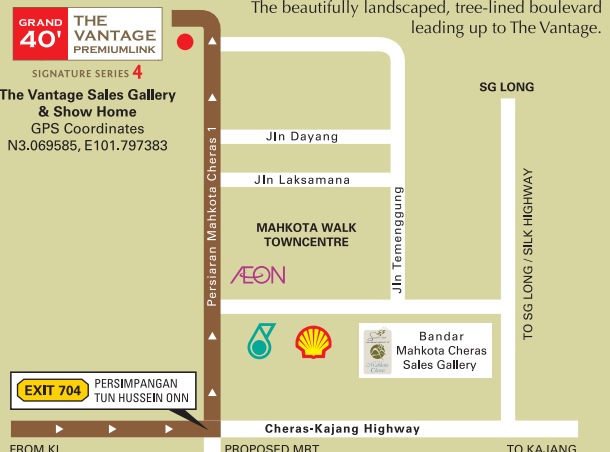 The beautifully landscaped, tree-lined boulevard
leading up to The Vantage.
GRAND
40'
THE
VANTAGE
PREMIUMLINK
SIGNATURE SERIES 4
The Vantage Sales Gallery
& Show Home
GPS Coordinates
N3.069585, E101.797383
SG LONG
Jln Dayang
Jln Laksamana
Persiaran Mahkota Cheras 1
MAHKOTA WALK
TOWNCENTRE
Jln Temenggung
TO SG LONG / SILK HIGHWAY
ÆON
Bandar
Mahkota Cheras
Sales Gallery
EXIT 704
PERSIMPANGAN
TUN HUSSEIN ONN
Cheras-Kajang Highway
FROM KL
PROPOSED MRT
TO KAJANG